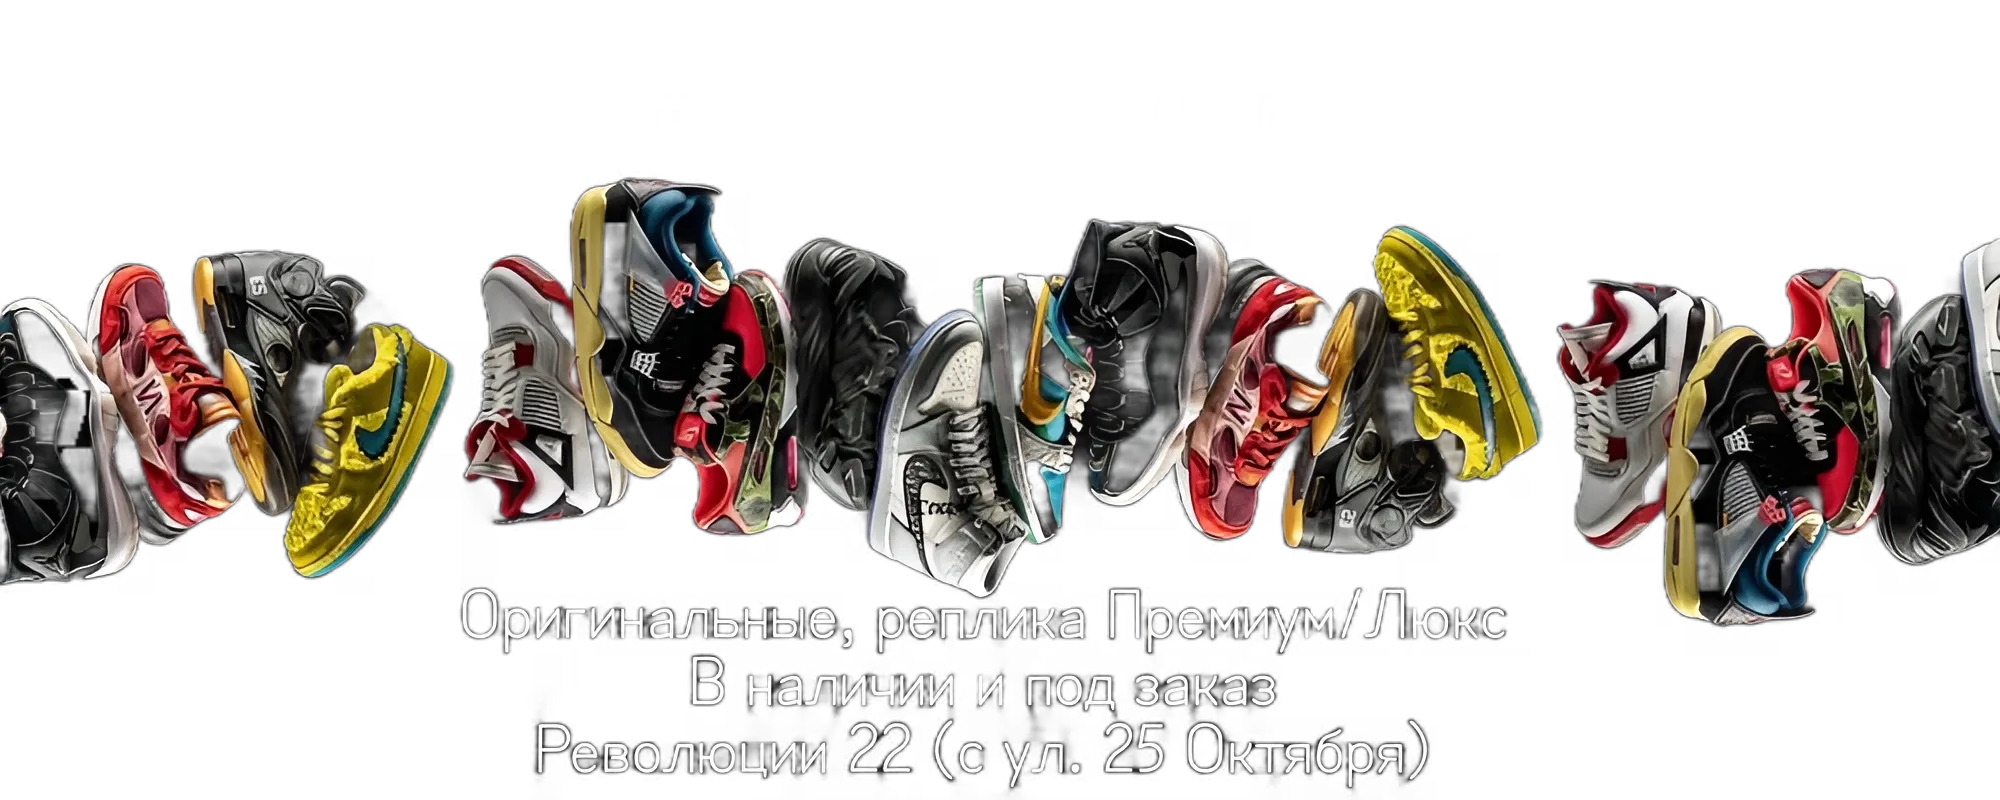 Оригинальные, реплика Премиум/Люкс
В наличии и под заказ
Революции 22 (с ул. 25 Октября)